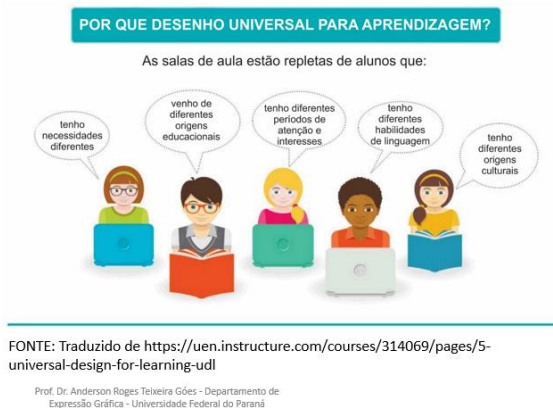 POR QUE DESENHO UNIVERSAL PARA APRENDIZAGEM?
As salas de aula estão repletas de alunos que:
tenho
necessidades
diferentes
venho de
diferentes
origens
educacionais
tenho diferentes
periodos de
atenção e
interesses
tenho
diferentes
habilidades
de linguagem
tenho
diferentes
origens
culturais
FONTE: Traduzido de https://uen.instructure.com/courses/314069/pages/5-
universal-design-for-learning-udl
Prof. Dr. Anderson Roges Teixeira Góes - Departamento de
Expressão Gráfica - Universidade Federal do Paraná